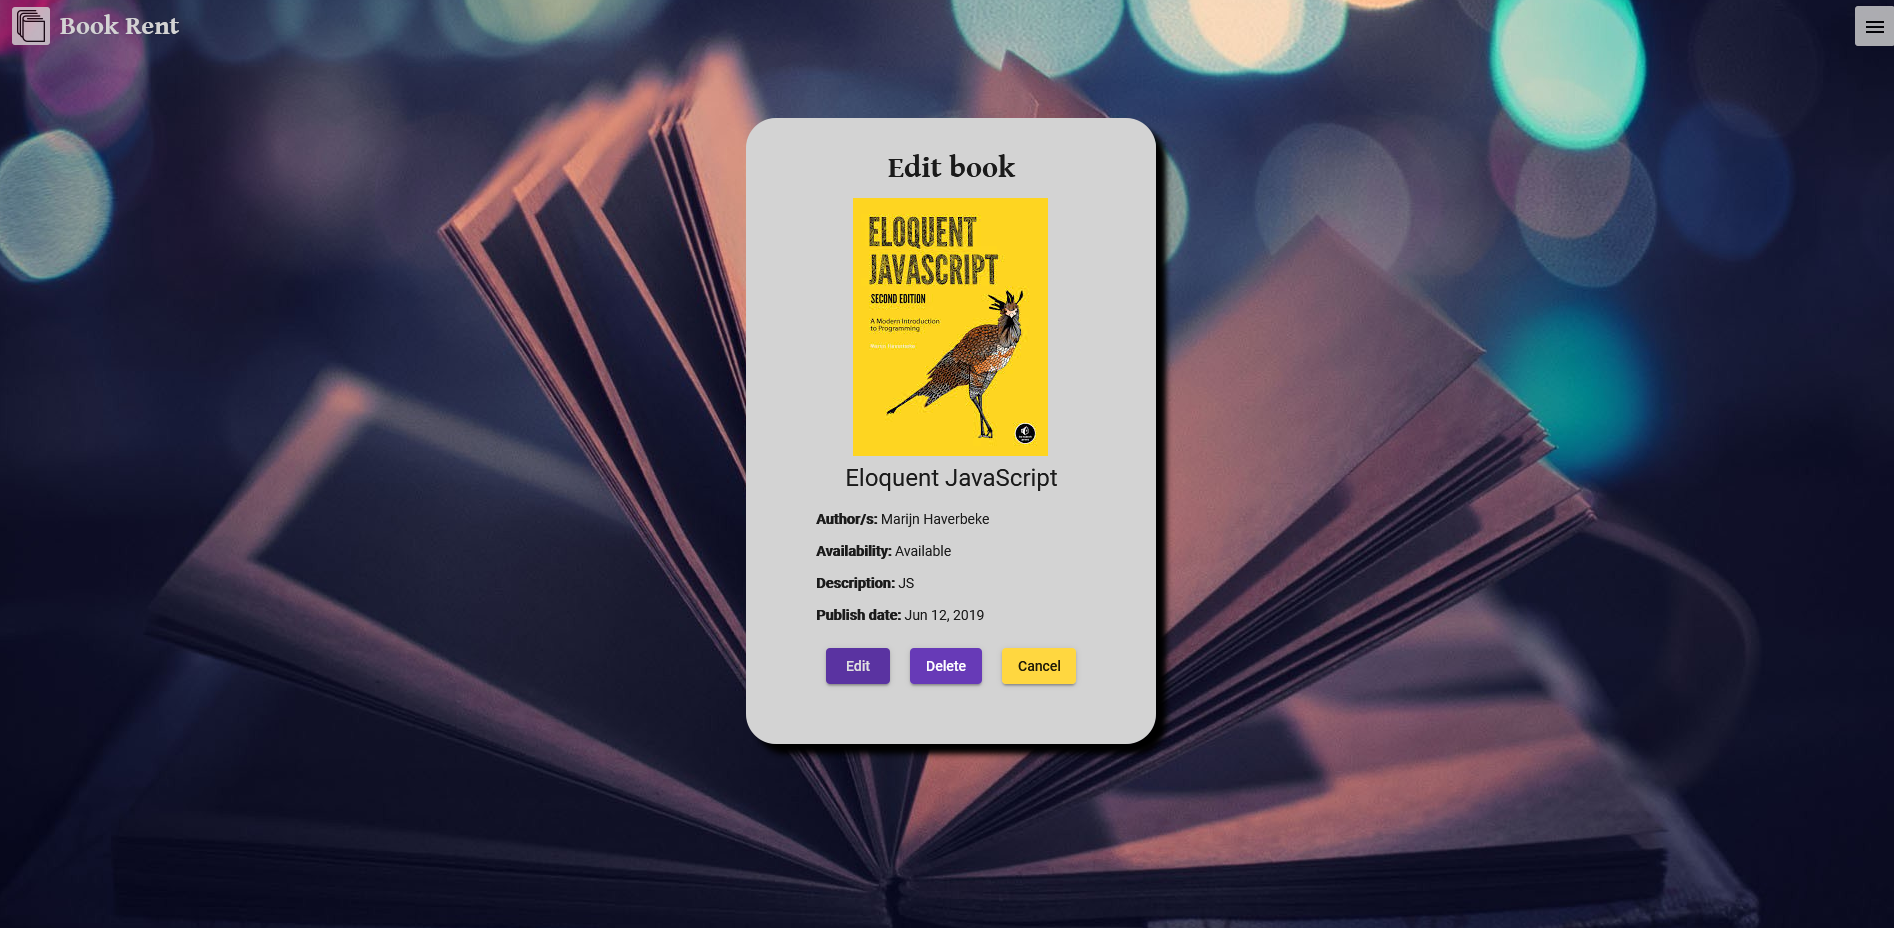 Book Rent
Edit book
ELOQUENT
JAVASCRIPT
SECOND EDITION
A Modern Introduction
to Programming
Eloquent JavaScript
Author/s: Marijn Haverbeke
Availability: Available
Description: JS
Publish date: Jun 12, 2019
Edit
Delete
Cancel